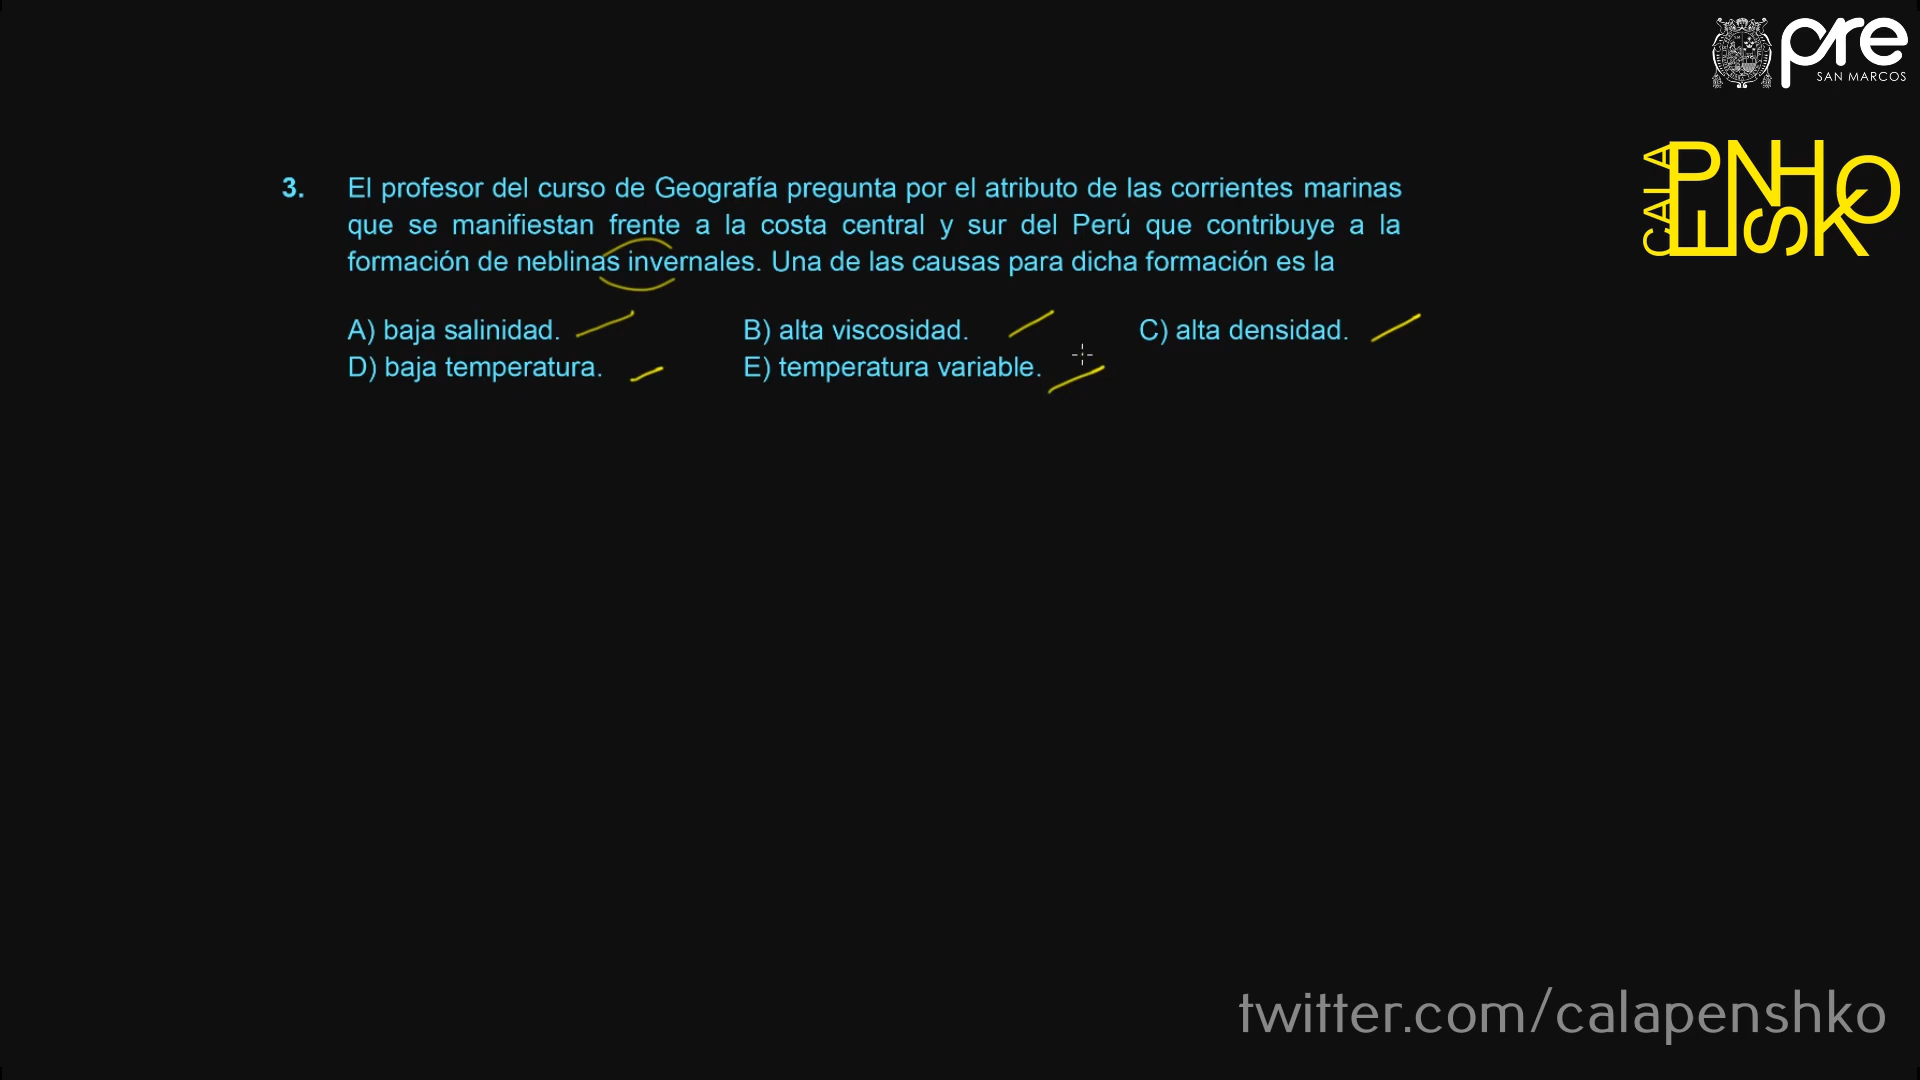 pre
SAN MARCOS
CALA
PENSHKO
3. El profesor del curso de Geografía pregunta por el atributo de las corrientes marinas
que se manifiestan frente a la costa central y sur del Perú que contribuye a la
formación de neblinas invernales. Una de las causas para dicha formación es la
A) baja salinidad. B) alta viscosidad. C) alta densidad.
D) baja temperatura. E) temperatura variable.
twitter.com/calapenshko